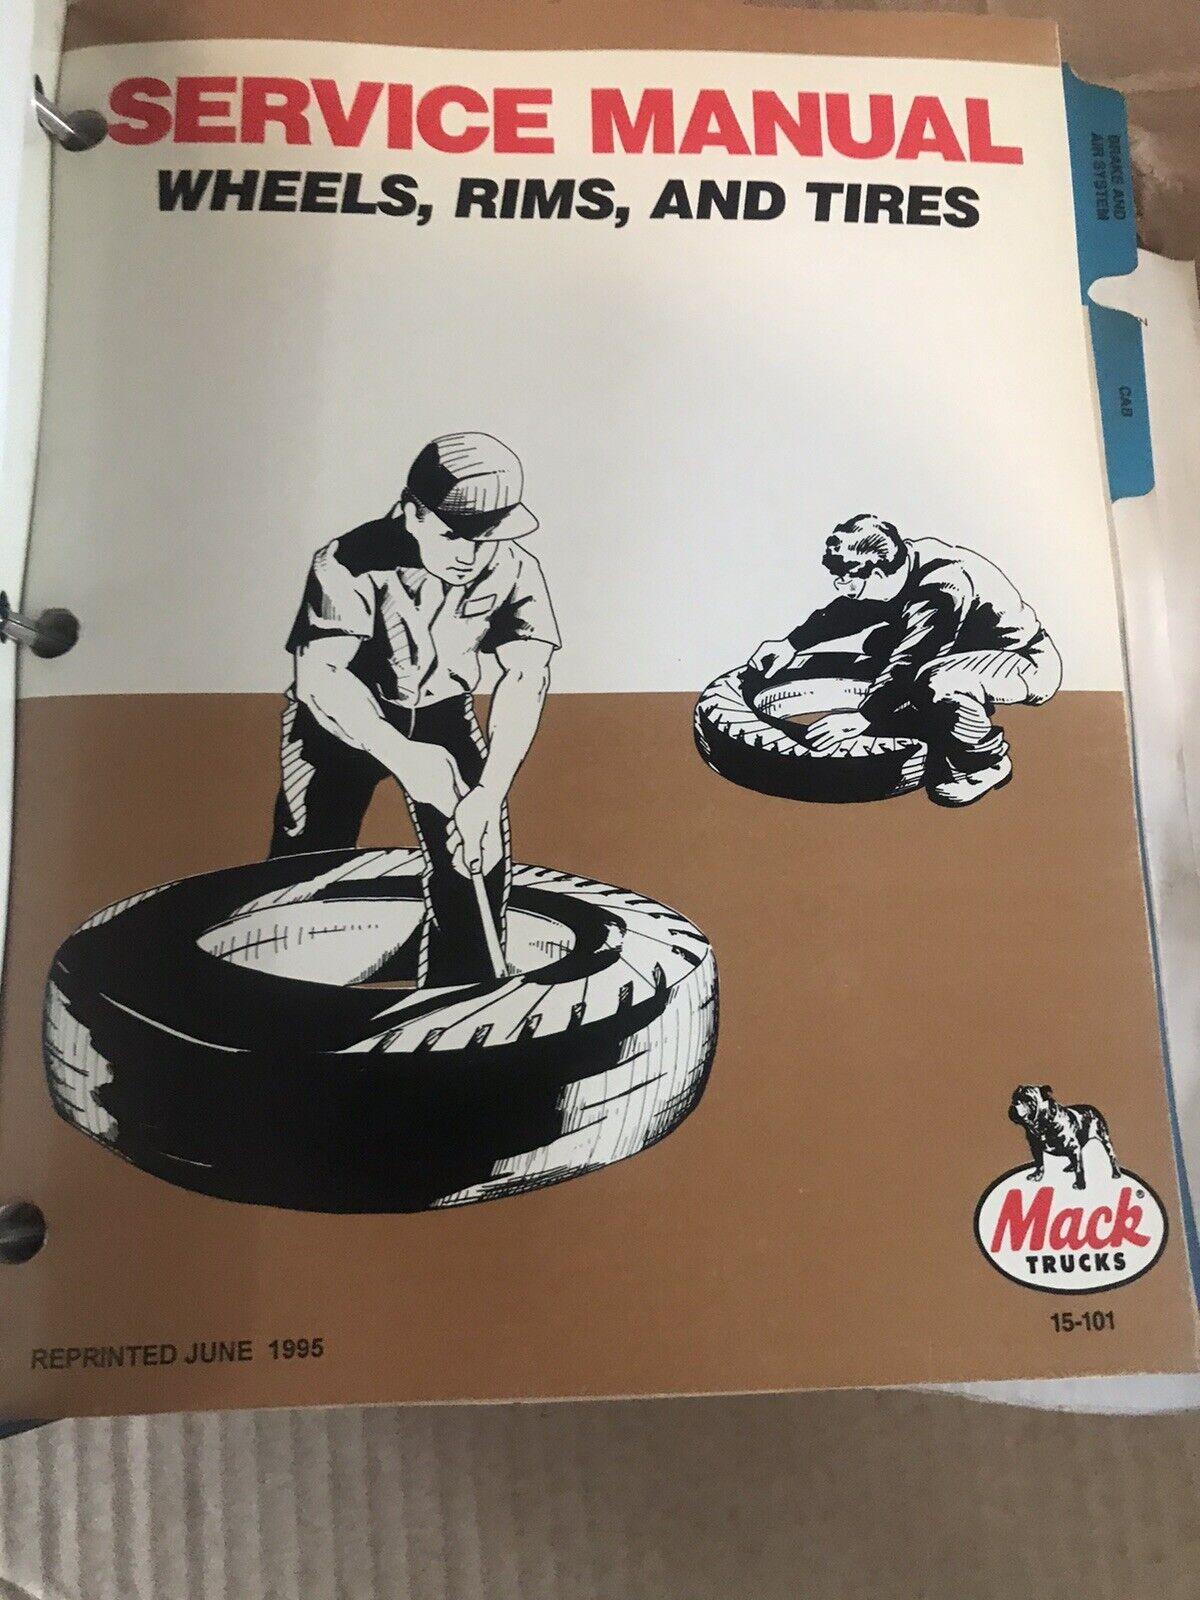 SERVICE MANUAL
WHEELS, RIMS, AND TIRES
BRAKE AND
AIR SYSTEM
CAB
Mack®
TRUCKS
15-101
REPRINTED JUNE 1995